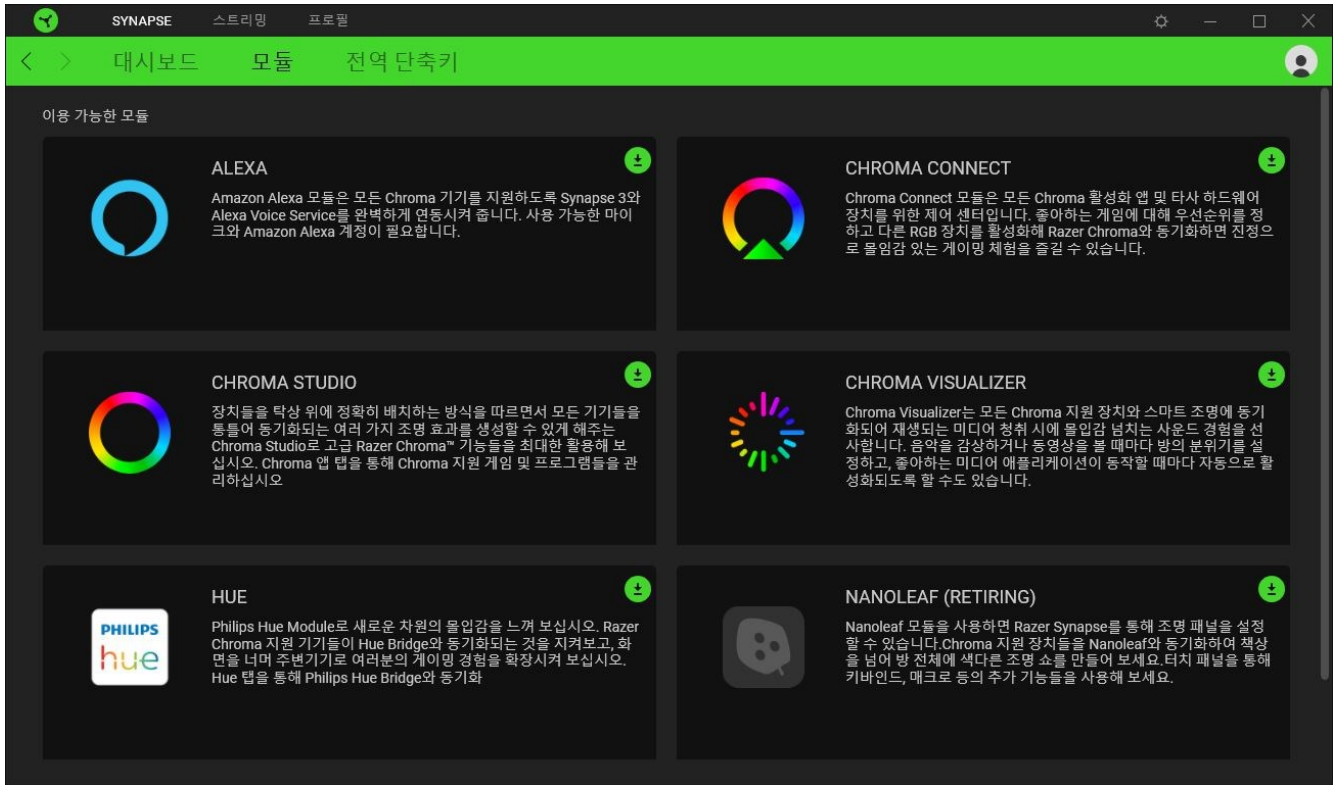 SYNAPSE 스트리밍 프로필
대시보드 모듈 전역 단축키
이용 가능한 모듈
ALEXA
Amazon Alexa 모듈은 모든 Chroma 기기를 지원하도록 Synapse 3와
Alexa Voice Service를 완벽하게 연동시켜 줍니다. 사용 가능한 마이
크와 Amazon Alexa 계정이 필요합니다.
CHROMA CONNECT
Chroma Connect 모듈은 모든 Chroma 활성화 앱 및 타사 하드웨어
장치를 위한 제어 센터입니다. 좋아하는 게임에 대해 우선순위를 정
하고 다른 RGB 장치를 활성화해 Razer Chroma와 동기화하면 진정으
로 몰입감 있는 게이밍 체험을 즐길 수 있습니다.
CHROMA STUDIO
장치들을 탁상 위에 정확히 배치하는 방식을 따르면서 모든 기기들을
통틀어 동기화되는 여러 가지 조명 효과를 생성할 수 있게 해주는
Chroma Studio로 고급 Razer Chroma™ 기능들을 최대한 활용해 보
십시오. Chroma 앱 탭을 통해 Chroma 지원 게임 및 프로그램들을 관
리하십시오
CHROMA VISUALIZER
Chroma Visualizer는 모든 Chroma 지원 장치와 스마트 조명에 동기
화되어 재생되는 미디어 청취 시에 몰입감 넘치는 사운드 경험을 선
사합니다. 음악을 감상하거나 동영상을 볼 때마다 방의 분위기를 설
정하고, 좋아하는 미디어 애플리케이션이 동작할 때마다 자동으로 활
성화되도록 할 수도 있습니다.
PHILIPS
hue
HUE
Philips Hue Module로 새로운 차원의 몰입감을 느껴 보십시오. Razer
Chroma 지원 기기들이 Hue Bridge와 동기화되는 것을 지켜보고, 화
면을 너머 주변기기로 여러분의 게이밍 경험을 확장시켜 보십시오.
Hue 탭을 통해 Philips Hue Bridge와 동기화
NANOLEAF (RETIRING)
Nanoleaf 모듈을 사용하면 Razer Synapse를 통해 조명 패널을 설정
할 수 있습니다.Chroma 지원 장치들을 Nanoleaf와 동기화하여 책상
을 넘어 방 전체에 색다른 조명 쇼를 만들어 보세요.터치 패널을 통해
키바인드, 매크로 등의 추가 기능들을 사용해 보세요.